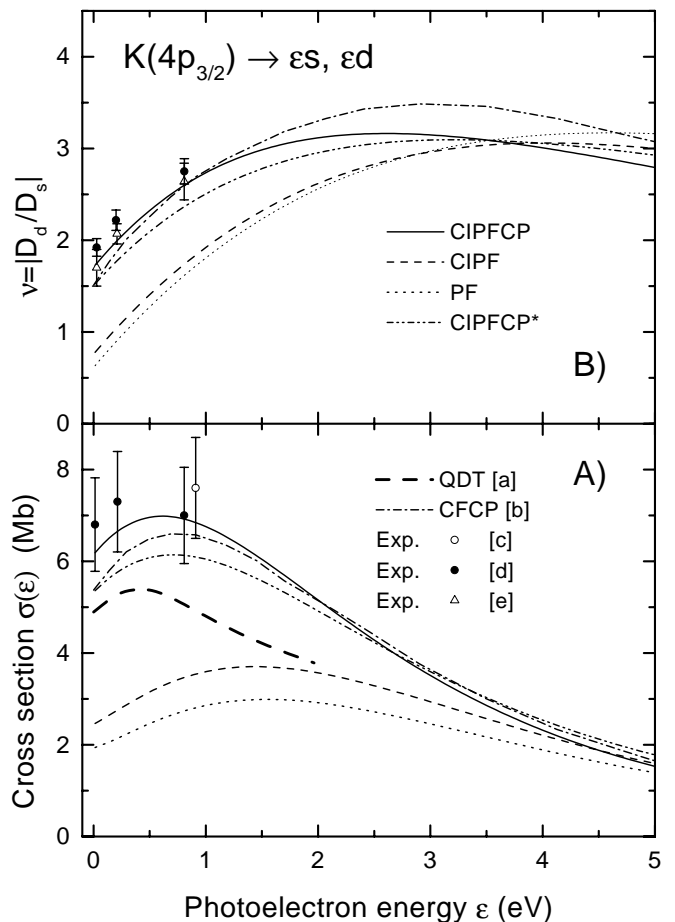 K(4p3/2) → εs, εd
4
3
2
1
0
ν=|Dd/Ds|
CIPFCP
CIPF
PF
CIPFCP*
B)
A)
8
6
4
2
0
Cross section σ(ε) (Mb)
QDT [a]
CFCP [b]
Exp. ○ [c]
Exp. ● [d]
Exp. △ [e]
0 1 2 3 4 5
Photoelectron energy ε (eV)